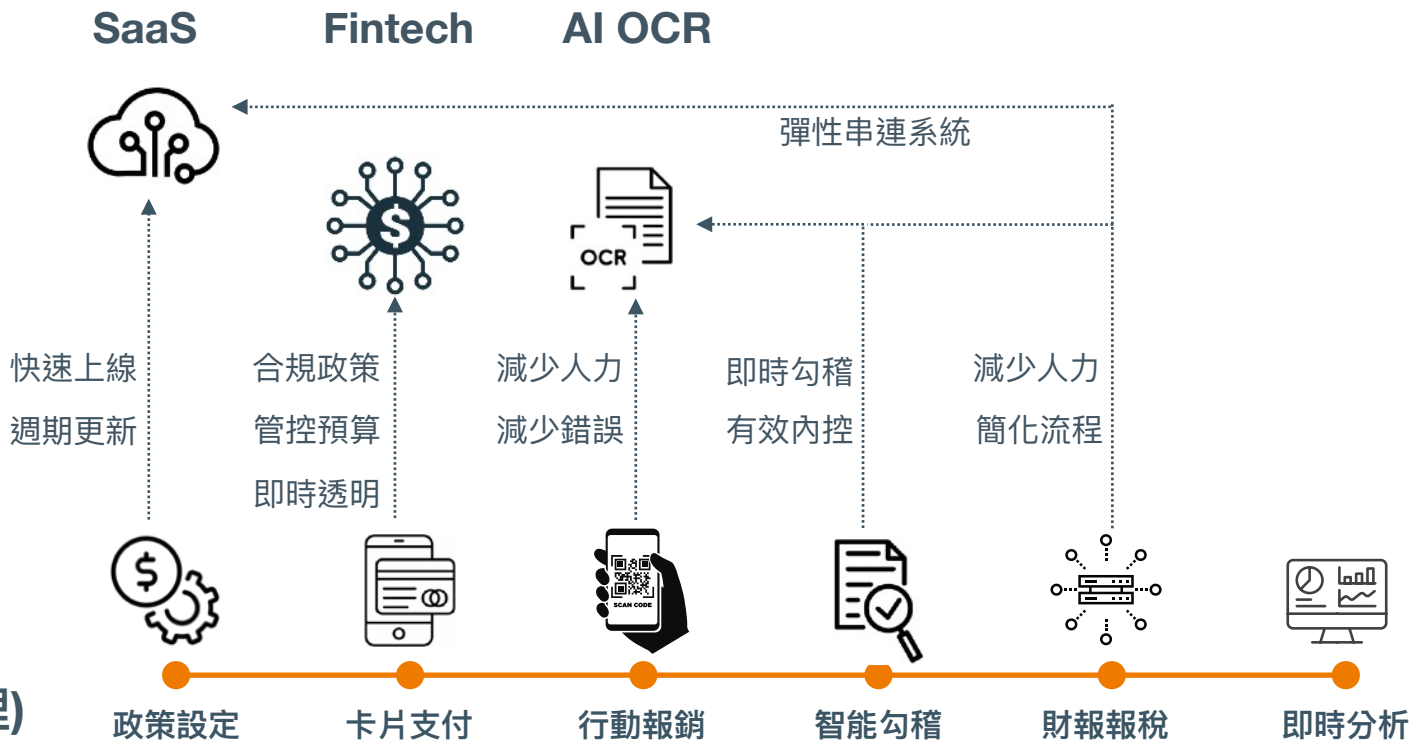 SaaS
Fintech
AI OCR
彈性串連系統
OCR
快速上線
週期更新
合規政策
管控預算
即時透明
減少人力
減少錯誤
即時勾稽
有效內控
減少人力
簡化流程
$
$
SCAN CODE
理)
政策設定
卡片支付
行動報銷
智能勾稽
財報報稅
即時分析